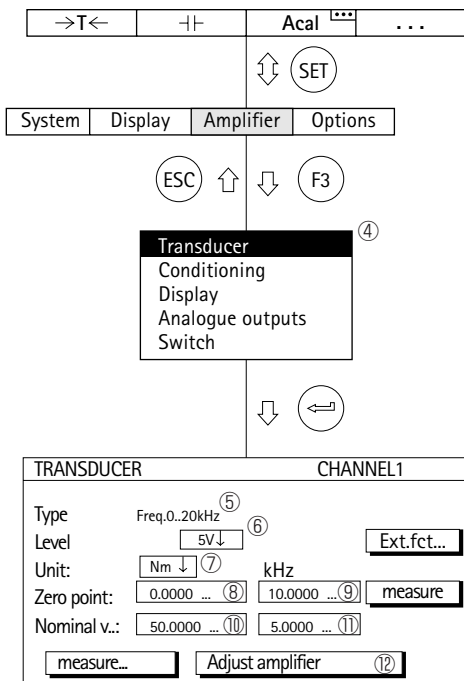 →T← ⊣⊢ Acal ...
SET
System Display Amplifier Options
ESC F3
④
Transducer
Conditioning
Display
Analogue outputs
Switch
TRANSDUCER CHANNEL1
Type Freq.0..20kHz ⑤
Level 5V↓ ⑥ Ext.fct...
Unit: Nm ↓ ⑦ kHz
Zero point: 0.0000 ... ⑧ 10.0000 ... ⑨ measure
Nominal v..: 50.0000 ... ⑩ 5.0000 ... ⑪
measure... Adjust amplifier ⑫